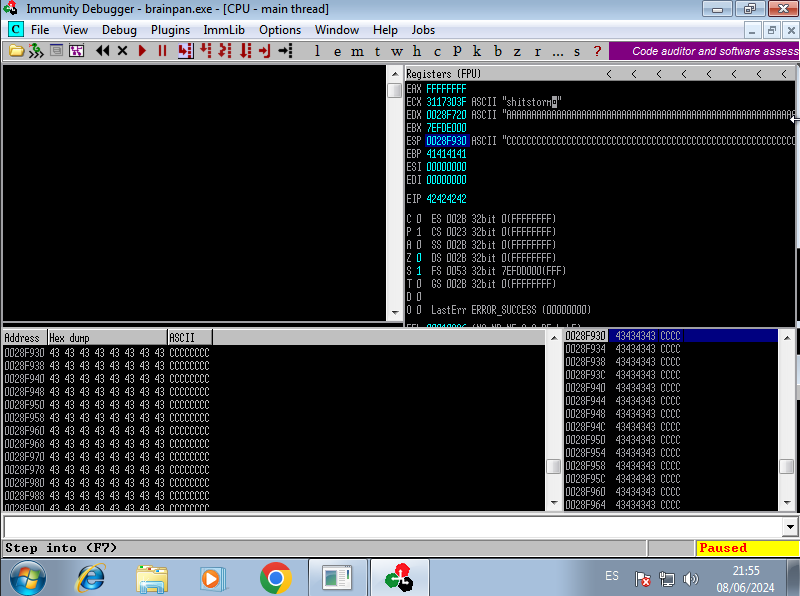 Immunity Debugger - brainpan.exe - [CPU - main thread]
C File View Debug Plugins ImmLib Options Window Help Jobs
l e m t w h c P k b z r ... s ? Code auditor and software assess
Registers (FPU) < < < < < < < <
EAX FFFFFFFF
ECX 3117303F ASCII "shitstorm
EDX 0028F720 ASCII
EBX 7EFDE000
ESP 0028F930 ASCII
EBP 41414141
ESI 00000000
EDI 00000000
EIP 42424242
C 0 ES 002B 32bit 0(FFFFFFFF)
P 1 CS 0023 32bit 0(FFFFFFFF)
A 0 SS 002B 32bit 0(FFFFFFFF)
Z 0 DS 002B 32bit 0(FFFFFFFF)
S 1 FS 0053 32bit 7EFDD000(FFF)
T 0 GS 002B 32bit 0(FFFFFFFF)
D 0
O 0 LastErr ERROR_SUCCESS (00000000)
Address Hex dump ASCII
0028F930 43 43 43 43 43 43 43 43 CCCCCCCC
0028F938 43 43 43 43 43 43 43 43 CCCCCCCC
0028F940 43 43 43 43 43 43 43 43 CCCCCCCC
0028F948 43 43 43 43 43 43 43 43 CCCCCCCC
0028F950 43 43 43 43 43 43 43 43 CCCCCCCC
0028F958 43 43 43 43 43 43 43 43 CCCCCCCC
0028F960 43 43 43 43 43 43 43 43 CCCCCCCC
0028F968 43 43 43 43 43 43 43 43 CCCCCCCC
0028F970 43 43 43 43 43 43 43 43 CCCCCCCC
0028F978 43 43 43 43 43 43 43 43 CCCCCCCC
0028F980 43 43 43 43 43 43 43 43 CCCCCCCC
0028F988 43 43 43 43 43 43 43 43 CCCCCCCC
0028F990 43 43 43 43 43 43 43 43 CCCCCCCC
0028F930 43434343 CCCC
0028F934 43434343 CCCC
0028F938 43434343 CCCC
0028F93C 43434343 CCCC
0028F940 43434343 CCCC
0028F944 43434343 CCCC
0028F948 43434343 CCCC
0028F94C 43434343 CCCC
0028F950 43434343 CCCC
0028F954 43434343 CCCC
0028F958 43434343 CCCC
0028F95C 43434343 CCCC
0028F960 43434343 CCCC
0028F964 43434343 CCCC
Step into (F7)
Paused
ES
21:55
08/06/2024